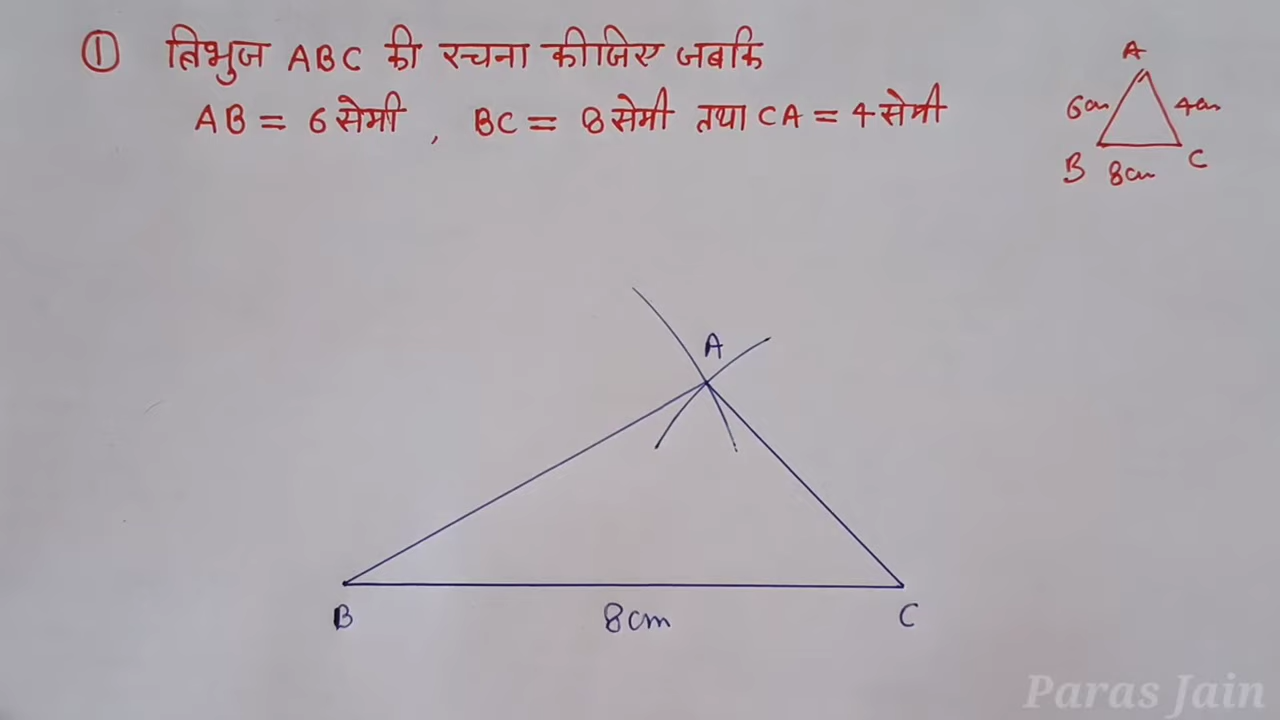 ① त्रिभुज ABC की रचना कीजिए जबकि
AB = 6 सेमी , BC = 8 सेमी तथा CA = 4 सेमी
A
6cm 4cm
B 8cm C
A
B 8cm C
Paras Jain